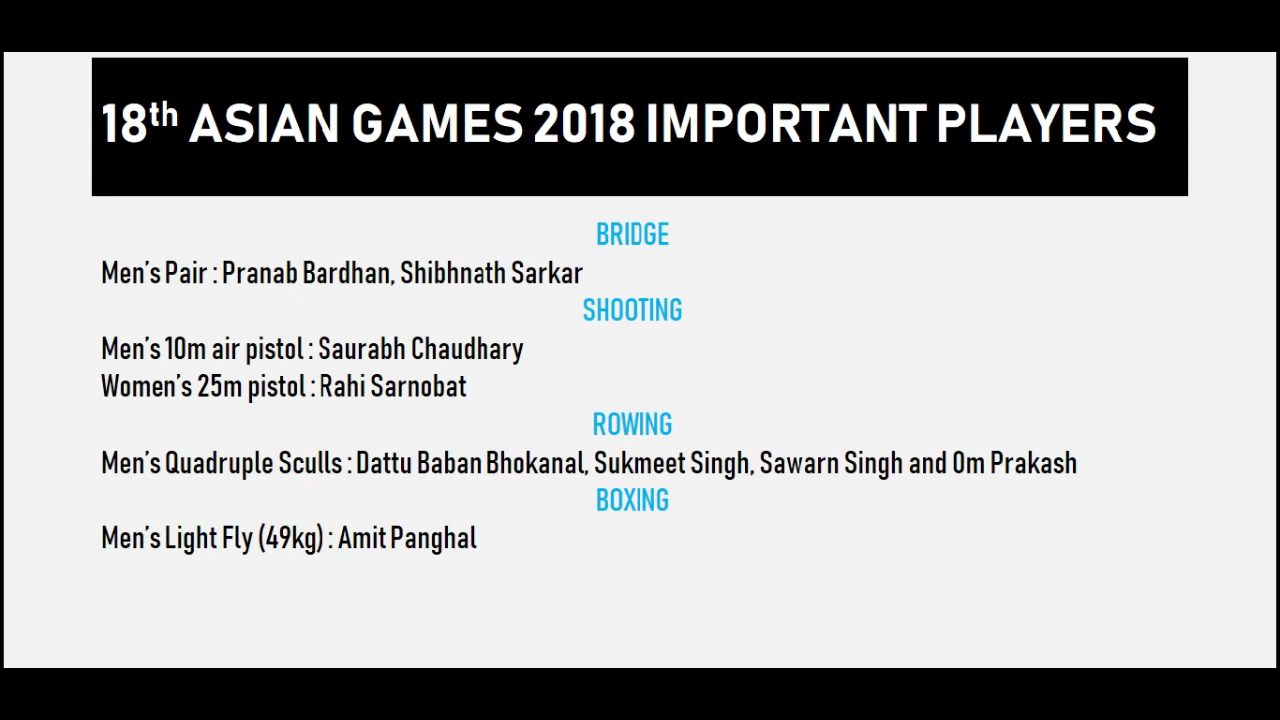 18th ASIAN GAMES 2018 IMPORTANT PLAYERS
BRIDGE
Men's Pair : Pranab Bardhan, Shibhnath Sarkar
SHOOTING
Men's 10m air pistol : Saurabh Chaudhary
Women's 25m pistol : Rahi Sarnobat
ROWING
Men's Quadruple Sculls : Dattu Baban Bhokanal, Sukmeet Singh, Sawarn Singh and Om Prakash
BOXING
Men's Light Fly (49kg) : Amit Panghal